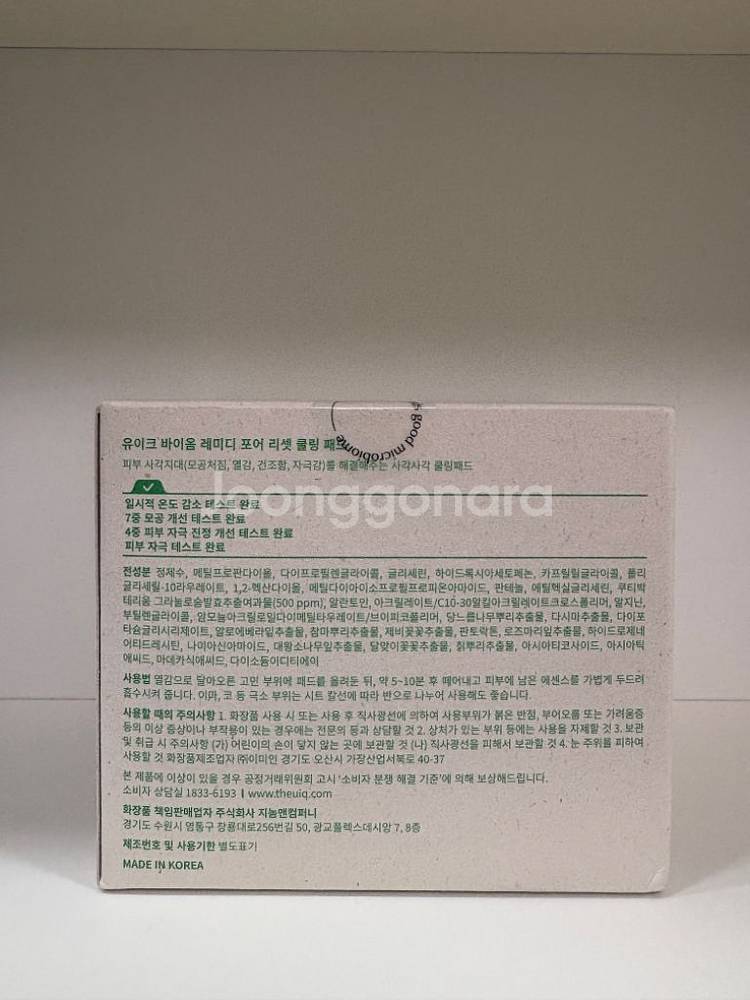 good microbiome
유이크 바이옴 레미디 포어 리셋 쿨링 패드
피부 사각지대(모공처짐, 열감, 건조함, 자극감)를 해결해주는 사각사각 쿨링패드
joonggonara
일시적 온도 감소 테스트 완료
7중 모공 개선 테스트 완료
4중 피부 자극 진정 개선 테스트 완료
피부 자극 테스트 완료
전성분 정제수, 메틸프로판다이올, 다이프로필렌글라이콜, 글리세린, 하이드록시아세토페논, 카프릴릴글라이콜, 폴리
글리세릴-10라우레이트, 1,2-헥산다이올, 메틸다이아이소프로필프로피온아마이드, 판테놀, 에틸헥실글리세린, 쿠티박
테리움 그래뉼로숨발효추출여과물(500 ppm), 알란토인, 아크릴레이트/C10-30알킬아크릴레이트크로스폴리머, 알지닌,
부틸렌글라이콜, 암모늄아크릴로일다이메틸타우레이트/브이피코폴리머, 당느릅나무뿌리추출물, 다시마추출물, 다이포
타슘글리시리제이트, 알로에베라잎추출물, 참마뿌리추출물, 제비꽃꽃추출물, 판토락톤, 로즈마리잎추출물, 하이드로제네
이티드레시틴, 나이아신아마이드, 대왕소나무잎추출물, 달맞이꽃꽃추출물, 칡뿌리추출물, 아시아티코사이드, 아시아틱
애씨드, 마데카식애씨드, 다이소듐이디티에이
사용법 열감으로 달아오른 고민 부위에 패드를 올려둔 뒤, 약 5~10분 후 떼어내고 피부에 남은 에센스를 가볍게 두드려
흡수시켜 줍니다. 이마, 코 등 극소 부위는 시트 칼선에 따라 반으로 나누어 사용해도 좋습니다.
사용할 때의 주의사항 1. 화장품 사용 시 또는 사용 후 직사광선에 의하여 사용부위가 붉은 반점, 부어오름 또는 가려움증
등의 이상 증상이나 부작용이 있는 경우에는 전문의 등과 상담할 것 2. 상처가 있는 부위 등에는 사용을 자제할 것 3. 보관
및 취급 시 주의사항 (가) 어린이의 손이 닿지 않는 곳에 보관할 것 (나) 직사광선을 피해서 보관할 것 4. 눈 주위를 피하여
사용할 것 화장품제조업자 ㈜이미인 경기도 오산시 가장산업서북로 40-37
본 제품에 이상이 있을 경우 공정거래위원회 고시 '소비자 분쟁 해결 기준'에 의해 보상해드립니다.
소비자 상담실 1833-6193 | www.theuiq.com
화장품 책임판매업자 주식회사 지놈앤컴퍼니
경기도 수원시 영통구 창룡대로256번길 50, 광교플렉스데시앙 7, 8층
제조번호 및 사용기한 별도표기
MADE IN KOREA